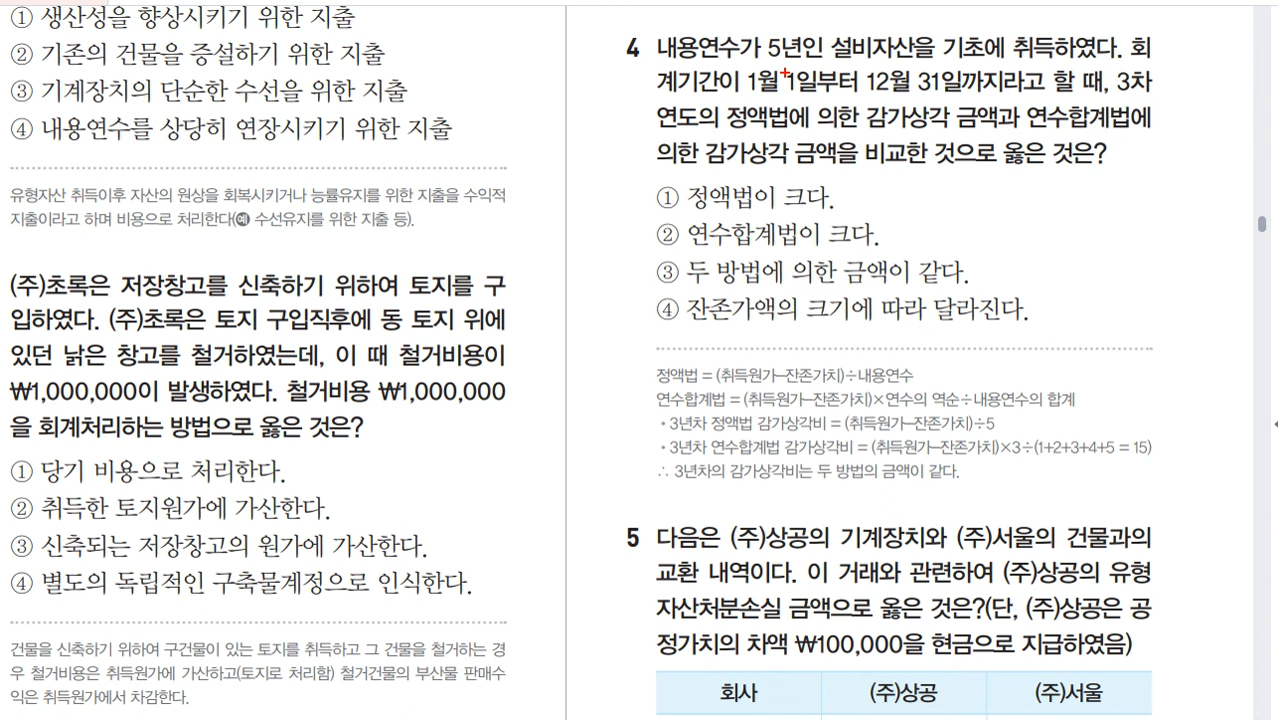 ① 생산성을 향상시키기 위한 지출
② 기존의 건물을 증설하기 위한 지출
③ 기계장치의 단순한 수선을 위한 지출
④ 내용연수를 상당히 연장시키기 위한 지출
유형자산 취득이후 자산의 원상을 회복시키거나 능률유지를 위한 지출을 수익적
지출이라고 하며 비용으로 처리한다(예 수선유지를 위한 지출 등).
(주)초록은 저장창고를 신축하기 위하여 토지를 구
입하였다. (주)초록은 토지 구입직후에 동 토지 위에
있던 낡은 창고를 철거하였는데, 이 때 철거비용이
₩1,000,000이 발생하였다. 철거비용 ₩1,000,000
을 회계처리하는 방법으로 옳은 것은?
① 당기 비용으로 처리한다.
② 취득한 토지원가에 가산한다.
③ 신축되는 저장창고의 원가에 가산한다.
④ 별도의 독립적인 구축물계정으로 인식한다.
건물을 신축하기 위하여 구건물이 있는 토지를 취득하고 그 건물을 철거하는 경
우 철거비용은 취득원가에 가산하고(토지로 처리함) 철거건물의 부산물 판매수
익은 취득원가에서 차감한다.
4 내용연수가 5년인 설비자산을 기초에 취득하였다. 회
계기간이 1월 1일부터 12월 31일까지라고 할 때, 3차
연도의 정액법에 의한 감가상각 금액과 연수합계법에
의한 감가상각 금액을 비교한 것으로 옳은 것은?
① 정액법이 크다.
② 연수합계법이 크다.
③ 두 방법에 의한 금액이 같다.
④ 잔존가액의 크기에 따라 달라진다.
정액법 = (취득원가–잔존가치)÷내용연수
연수합계법 = (취득원가–잔존가치)×연수의 역순÷내용연수의 합계
• 3년차 정액법 감가상각비 = (취득원가–잔존가치)÷5
• 3년차 연수합계법 감가상각비 = (취득원가–잔존가치)×3÷(1+2+3+4+5 = 15)
∴ 3년차의 감가상각비는 두 방법의 금액이 같다.
5 다음은 (주)상공의 기계장치와 (주)서울의 건물과의
교환 내역이다. 이 거래와 관련하여 (주)상공의 유형
자산처분손실 금액으로 옳은 것은?(단, (주)상공은 공
정가치의 차액 ₩100,000을 현금으로 지급하였음)
회사 (주)상공 (주)서울